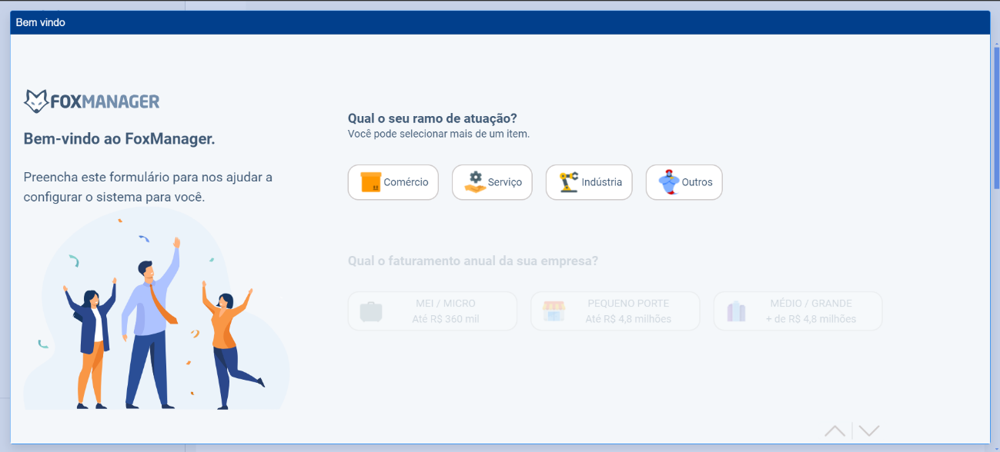 Bem vindo
FOXMANAGER
Bem-vindo ao FoxManager.
Preencha este formulário para nos ajudar a
configurar o sistema para você.
Qual o seu ramo de atuação?
Você pode selecionar mais de um item.
Comércio
Serviço
Indústria
Outros
Qual o faturamento anual da sua empresa?
MEI / MICRO
Até R$ 360 mil
PEQUENO PORTE
Até R$ 4,8 milhões
MÉDIO / GRANDE
+ de R$ 4,8 milhões